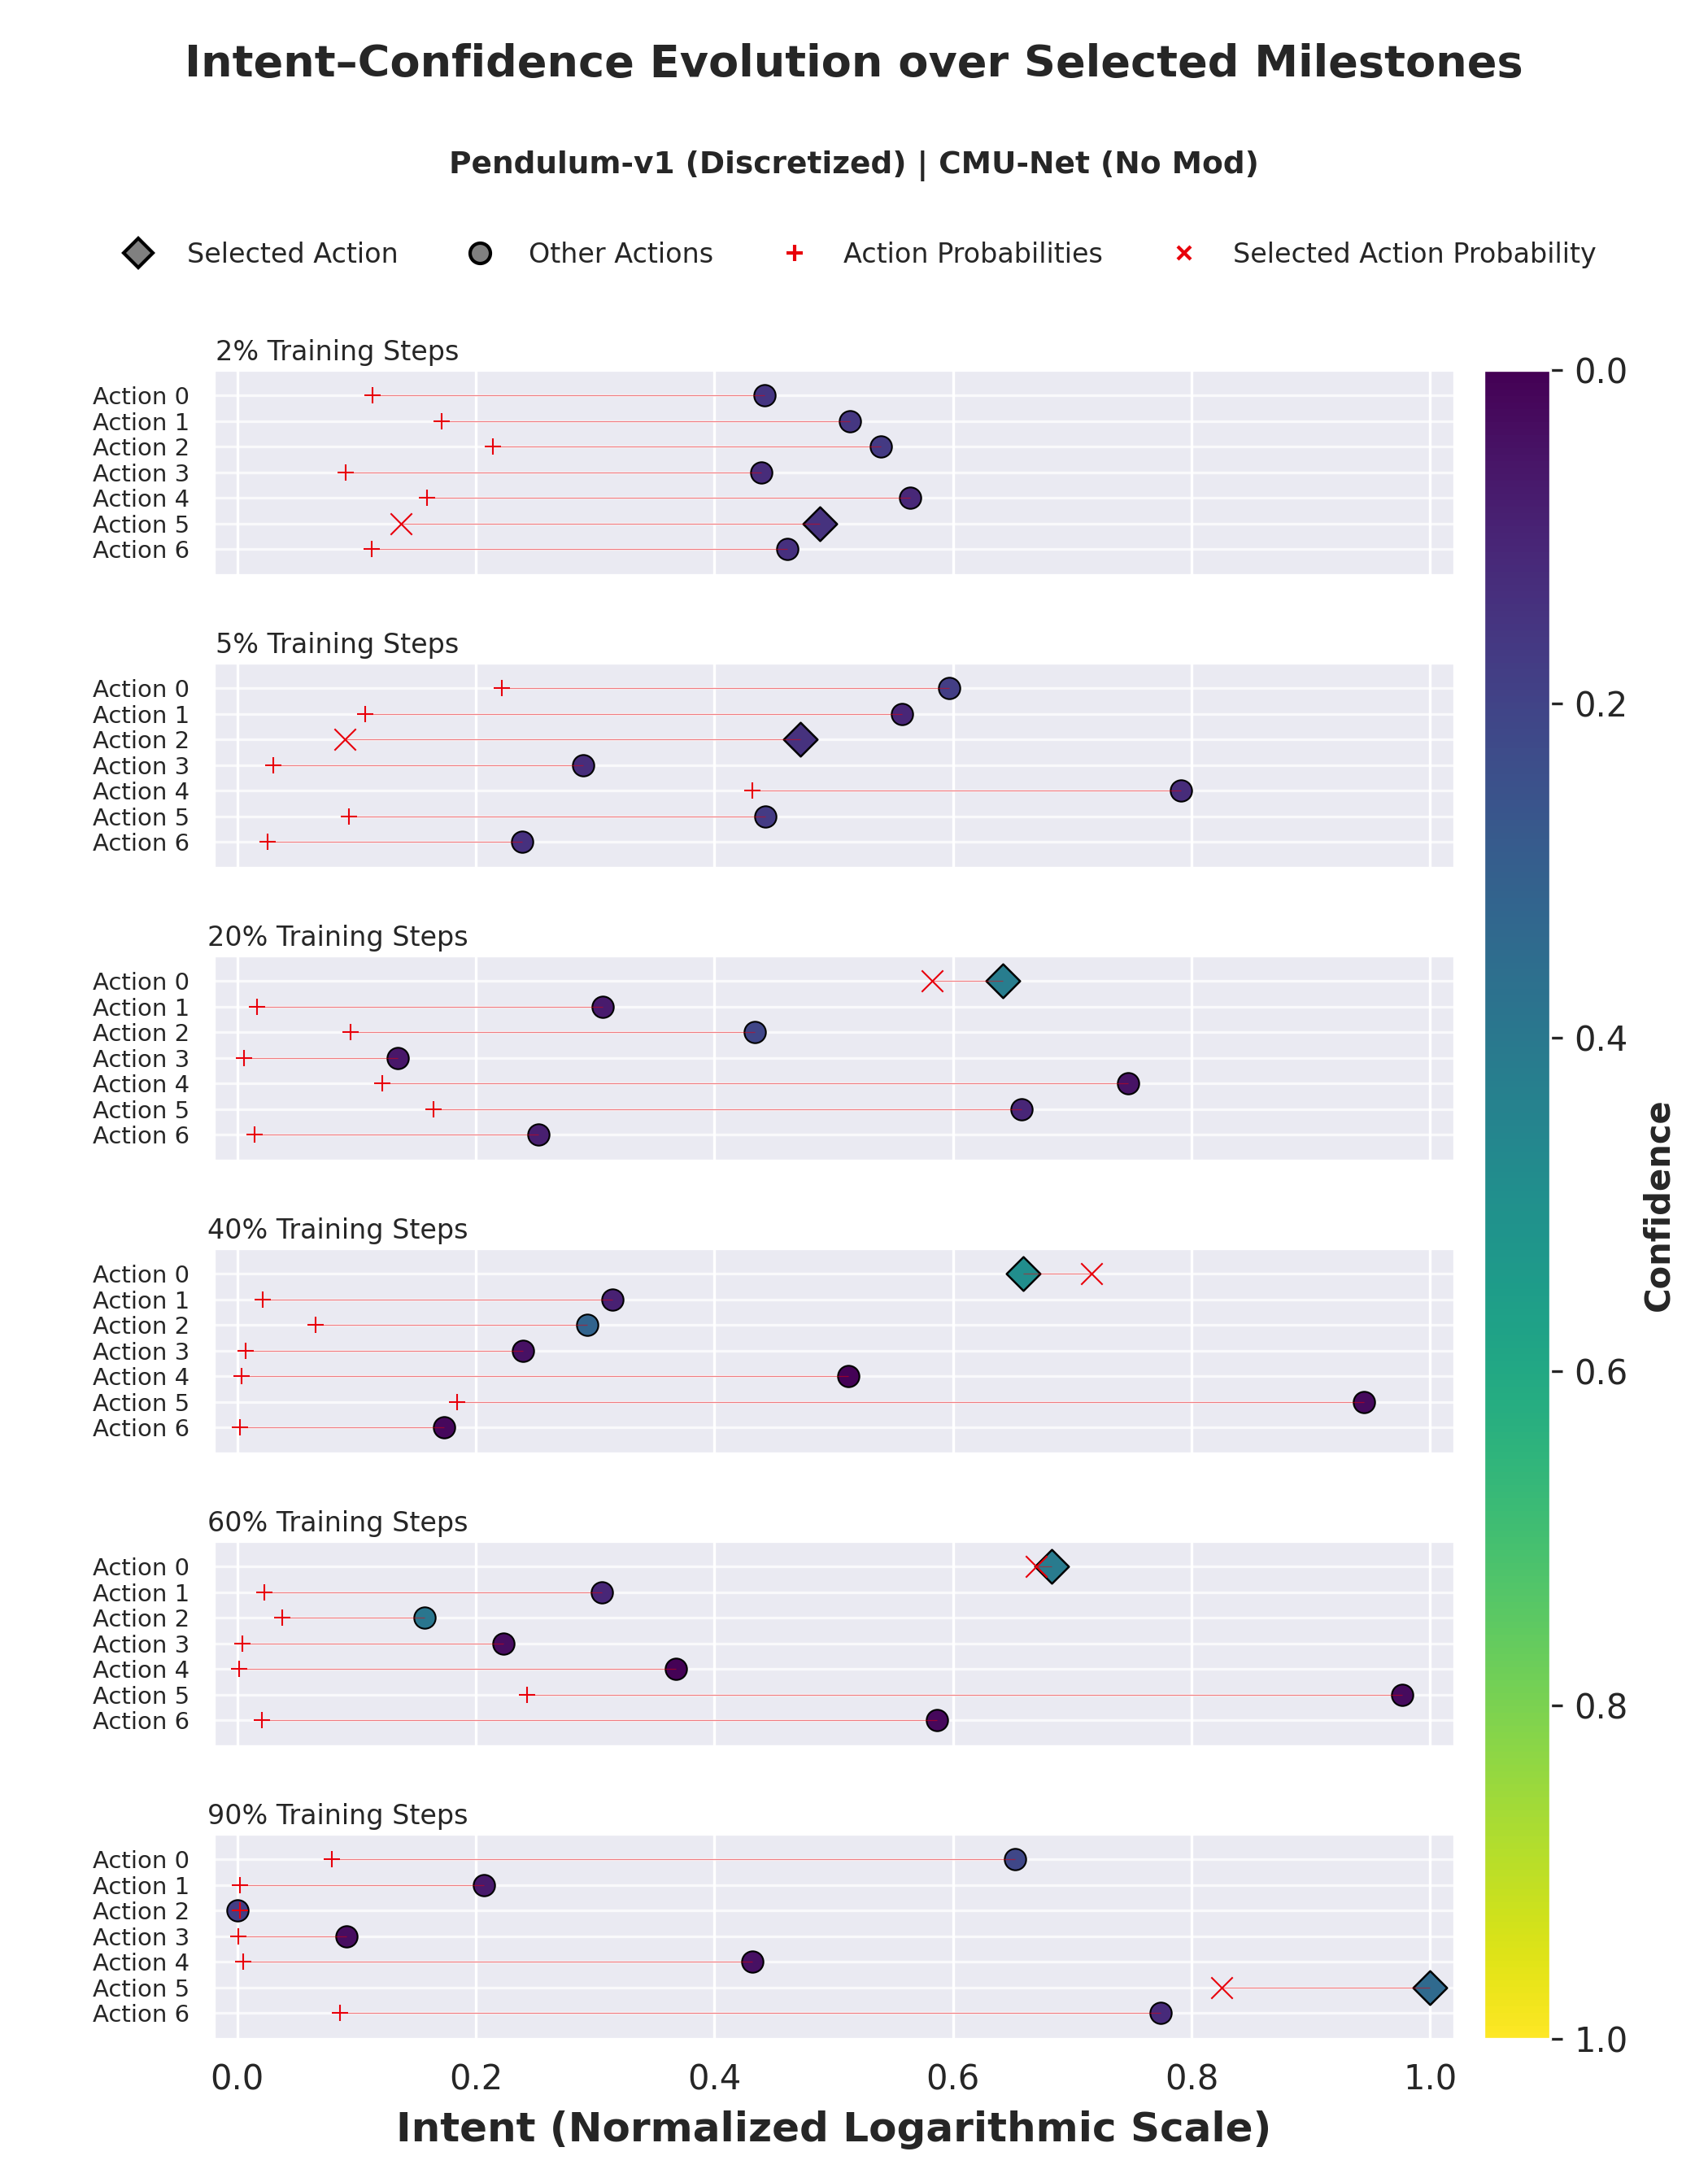 Intent–Confidence Evolution over Selected Milestones
Pendulum-v1 (Discretized) | CMU-Net (No Mod)
Selected Action
Other Actions
Action Probabilities
Selected Action Probability
2% Training Steps
Action 0
Action 1
Action 2
Action 3
Action 4
Action 5
Action 6
5% Training Steps
Action 0
Action 1
Action 2
Action 3
Action 4
Action 5
Action 6
20% Training Steps
Action 0
Action 1
Action 2
Action 3
Action 4
Action 5
Action 6
40% Training Steps
Action 0
Action 1
Action 2
Action 3
Action 4
Action 5
Action 6
60% Training Steps
Action 0
Action 1
Action 2
Action 3
Action 4
Action 5
Action 6
90% Training Steps
Action 0
Action 1
Action 2
Action 3
Action 4
Action 5
Action 6
0.0 0.2 0.4 0.6 0.8 1.0
Intent (Normalized Logarithmic Scale)
0.0
0.2
0.4
0.6
0.8
1.0
Confidence